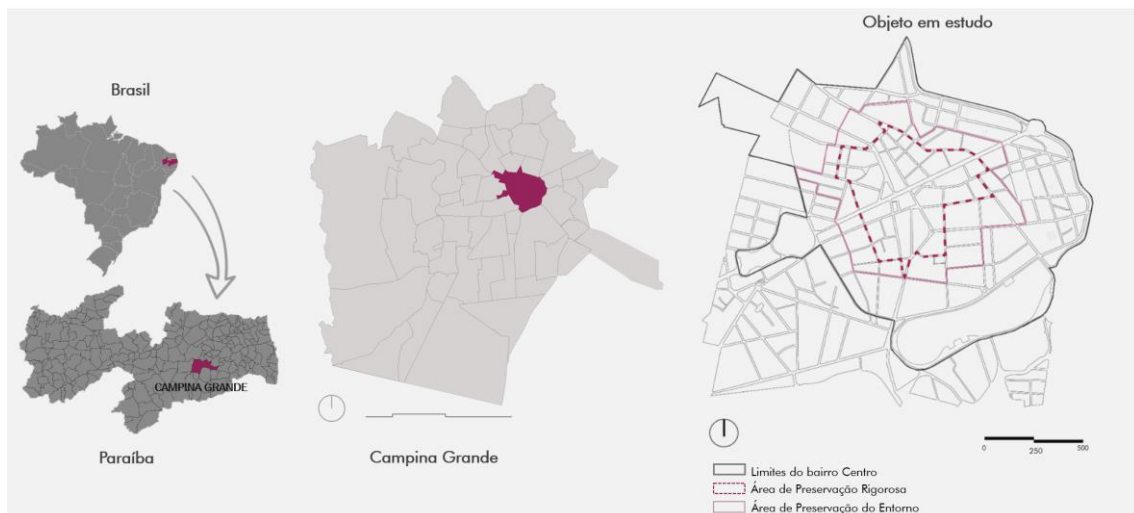 Brasil
CAMPINA GRANDE
Paraíba
Campina Grande
Objeto em estudo
0 250 500
Limites do bairro Centro
Área de Preservação Rigorosa
Área de Preservação do Entorno